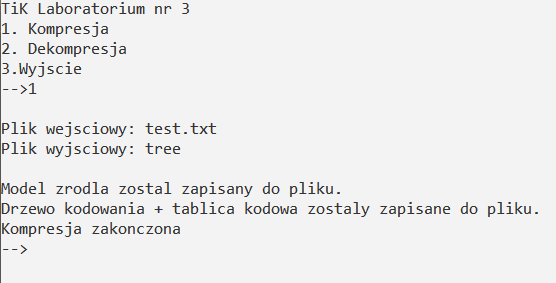 TiK Laboratorium nr 3
1. Kompresja
2. Dekompresja
3.Wyjscie
-->1
Plik wejsciowy: test.txt
Plik wyjsciowy: tree
Model zrodla zostal zapisany do pliku.
Drzewo kodowania + tablica kodowa zostaly zapisane do pliku.
Kompresja zakonczona
-->